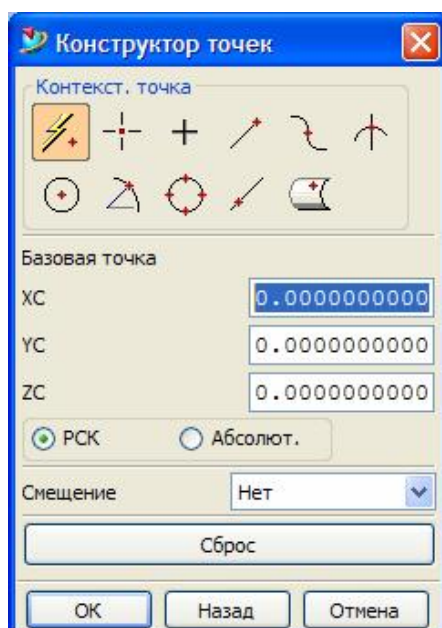 Конструктор точек
Контекст. точка
Базовая точка
XC 0.0000000000
YC 0.0000000000
ZC 0.0000000000
РСК Абсолют.
Смещение Нет
Сброс
ОК Назад Отмена